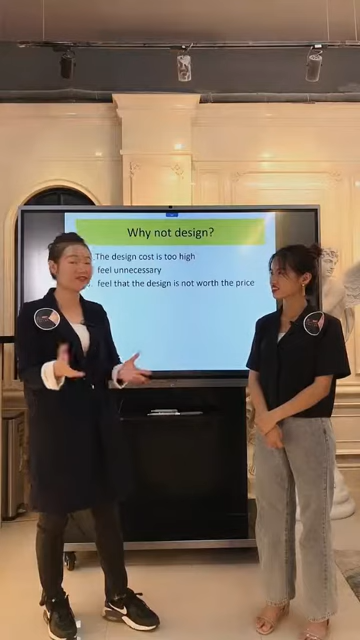 Why not design?
The design cost is too high
feel unnecessary
feel that the design is not worth the price